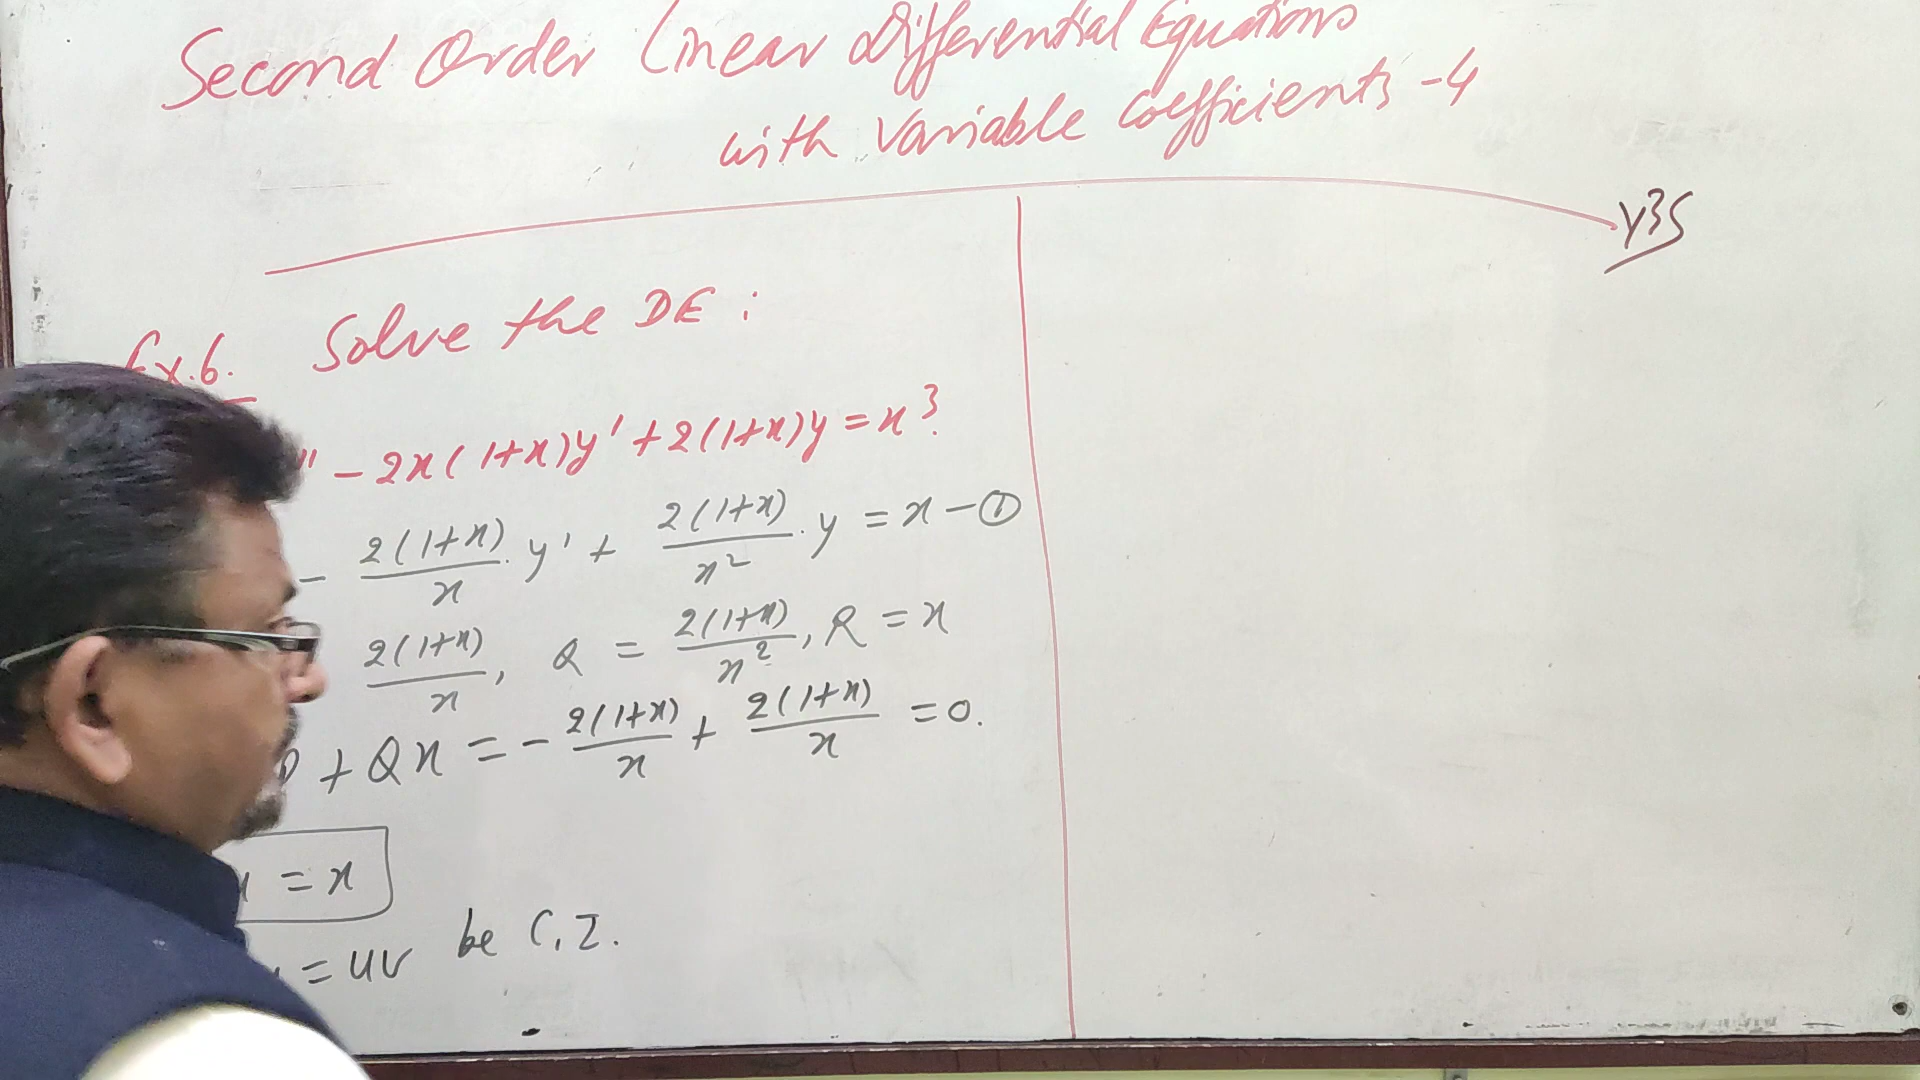 Second Order Linear Differential Equations
with Variable Coefficients - 4
Y3S
Ex.6. Solve the DE :
'' - 2x(1+x)y' + 2(1+x)y = x³.
- 2(1+x)/x . y' + 2(1+x)/x² . y = x - ①
2(1+x)/x, Q = 2(1+x)/x², R = x
P + Qx = - 2(1+x)/x + 2(1+x)/x = 0.
u = x
= uv be C.I.